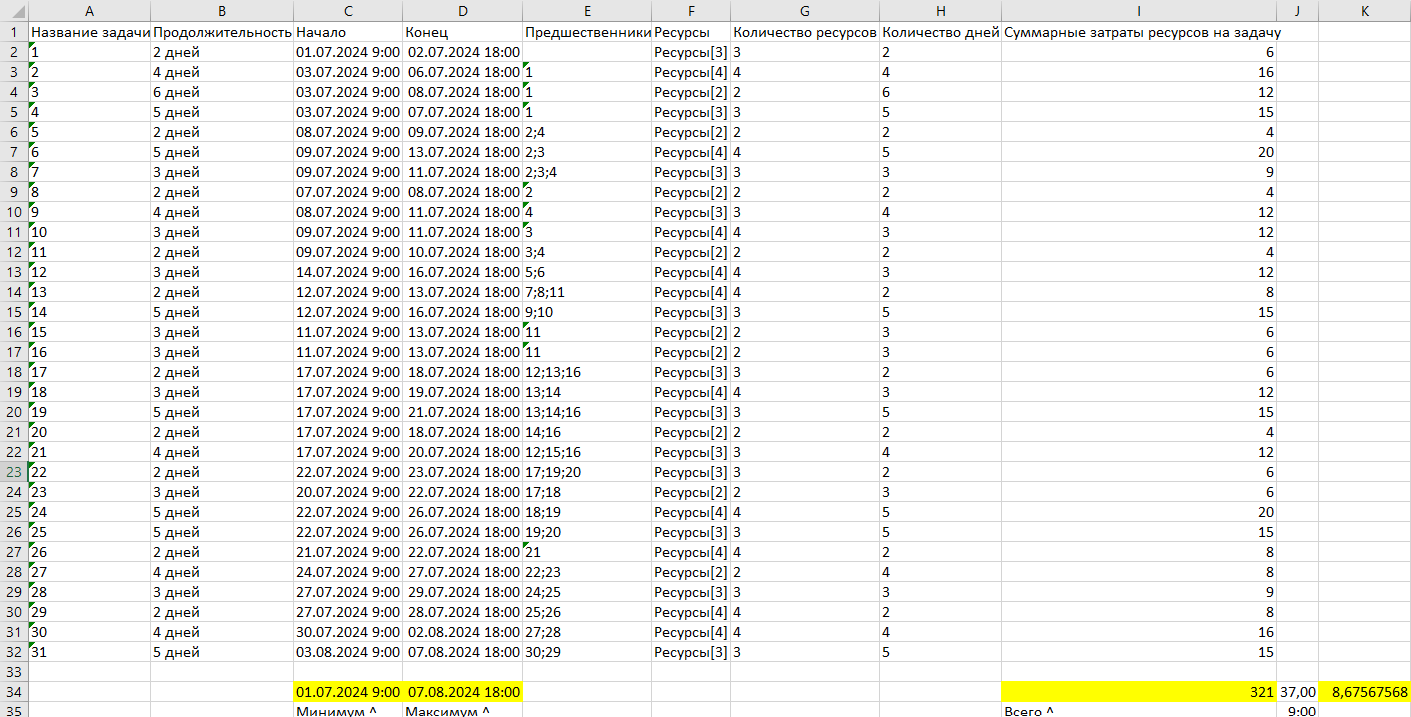 A B C D E F G H I J K
1 Название задачи Продолжительность Начало Конец Предшественники Ресурсы Количество ресурсов Количество дней Суммарные затраты ресурсов на задачу
2 1 2 дней 01.07.2024 9:00 02.07.2024 18:00 Ресурсы[3] 3 2 6
3 2 4 дней 03.07.2024 9:00 06.07.2024 18:00 1 Ресурсы[4] 4 4 16
4 3 6 дней 03.07.2024 9:00 08.07.2024 18:00 1 Ресурсы[2] 2 6 12
5 4 5 дней 03.07.2024 9:00 07.07.2024 18:00 1 Ресурсы[3] 3 5 15
6 5 2 дней 08.07.2024 9:00 09.07.2024 18:00 2;4 Ресурсы[2] 2 2 4
7 6 5 дней 09.07.2024 9:00 13.07.2024 18:00 2;3 Ресурсы[4] 4 5 20
8 7 3 дней 09.07.2024 9:00 11.07.2024 18:00 2;3;4 Ресурсы[3] 3 3 9
9 8 2 дней 07.07.2024 9:00 08.07.2024 18:00 2 Ресурсы[2] 2 2 4
10 9 4 дней 08.07.2024 9:00 11.07.2024 18:00 4 Ресурсы[3] 3 4 12
11 10 3 дней 09.07.2024 9:00 11.07.2024 18:00 3 Ресурсы[4] 4 3 12
12 11 2 дней 09.07.2024 9:00 10.07.2024 18:00 3;4 Ресурсы[2] 2 2 4
13 12 3 дней 14.07.2024 9:00 16.07.2024 18:00 5;6 Ресурсы[4] 4 3 12
14 13 2 дней 12.07.2024 9:00 13.07.2024 18:00 7;8;11 Ресурсы[4] 4 2 8
15 14 5 дней 12.07.2024 9:00 16.07.2024 18:00 9;10 Ресурсы[3] 3 5 15
16 15 3 дней 11.07.2024 9:00 13.07.2024 18:00 11 Ресурсы[2] 2 3 6
17 16 3 дней 11.07.2024 9:00 13.07.2024 18:00 11 Ресурсы[2] 2 3 6
18 17 2 дней 17.07.2024 9:00 18.07.2024 18:00 12;13;16 Ресурсы[3] 3 2 6
19 18 3 дней 17.07.2024 9:00 19.07.2024 18:00 13;14 Ресурсы[4] 4 3 12
20 19 5 дней 17.07.2024 9:00 21.07.2024 18:00 13;14;16 Ресурсы[3] 3 5 15
21 20 2 дней 17.07.2024 9:00 18.07.2024 18:00 14;16 Ресурсы[2] 2 2 4
22 21 4 дней 17.07.2024 9:00 20.07.2024 18:00 12;15;16 Ресурсы[3] 3 4 12
23 22 2 дней 22.07.2024 9:00 23.07.2024 18:00 17;19;20 Ресурсы[3] 3 2 6
24 23 3 дней 20.07.2024 9:00 22.07.2024 18:00 17;18 Ресурсы[2] 2 3 6
25 24 5 дней 22.07.2024 9:00 26.07.2024 18:00 18;19 Ресурсы[4] 4 5 20
26 25 5 дней 22.07.2024 9:00 26.07.2024 18:00 19;20 Ресурсы[3] 3 5 15
27 26 2 дней 21.07.2024 9:00 22.07.2024 18:00 21 Ресурсы[4] 4 2 8
28 27 4 дней 24.07.2024 9:00 27.07.2024 18:00 22;23 Ресурсы[2] 2 4 8
29 28 3 дней 27.07.2024 9:00 29.07.2024 18:00 24;25 Ресурсы[3] 3 3 9
30 29 2 дней 27.07.2024 9:00 28.07.2024 18:00 25;26 Ресурсы[4] 4 2 8
31 30 4 дней 30.07.2024 9:00 02.08.2024 18:00 27;28 Ресурсы[4] 4 4 16
32 31 5 дней 03.08.2024 9:00 07.08.2024 18:00 30;29 Ресурсы[3] 3 5 15
33
34 01.07.2024 9:00 07.08.2024 18:00 321 37,00 8,67567568
35 Минимум ^ Максимум ^ Всего ^ 9:00